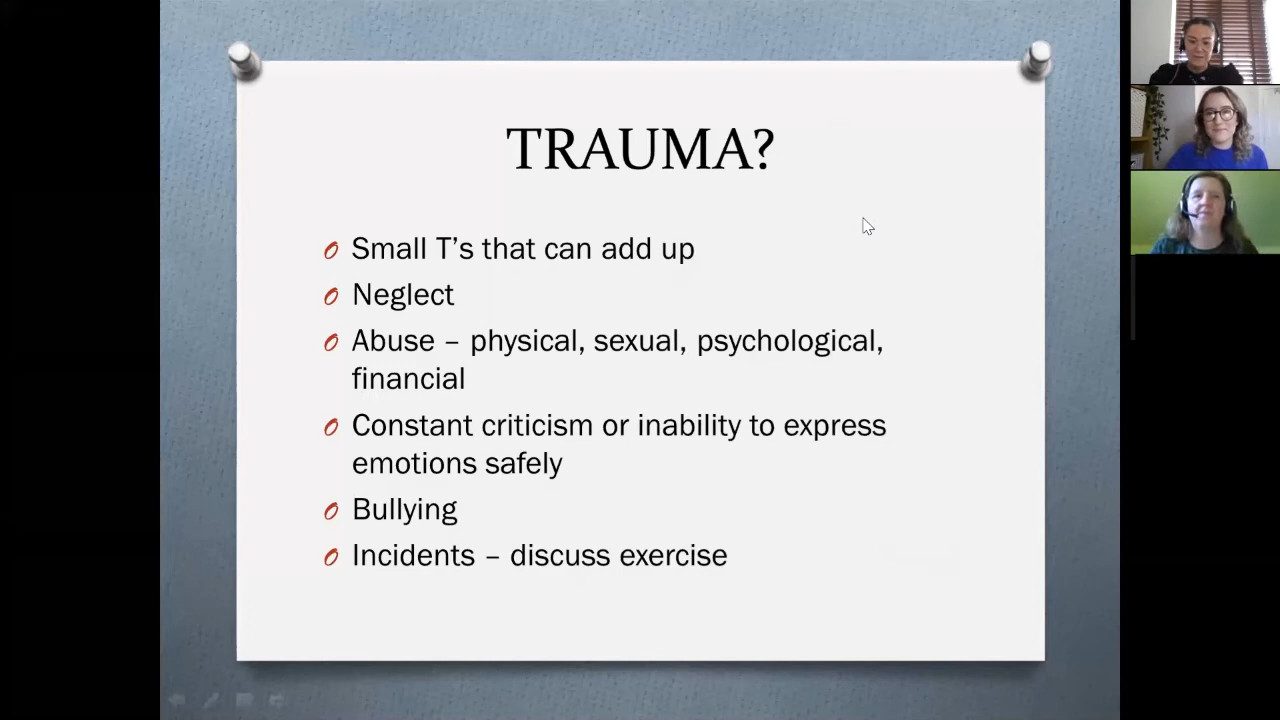 TRAUMA?
Small T’s that can add up
Neglect
Abuse – physical, sexual, psychological,
financial
Constant criticism or inability to express
emotions safely
Bullying
Incidents – discuss exercise